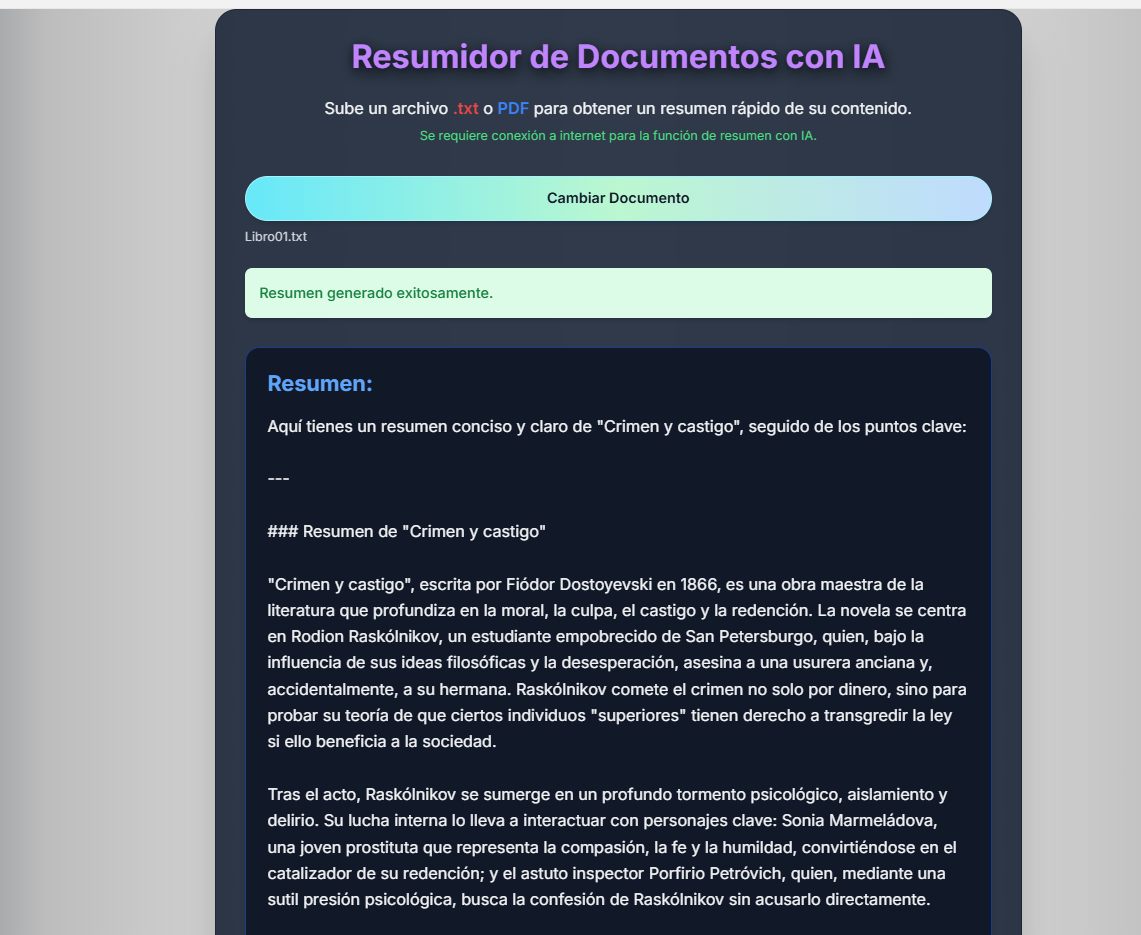 Resumidor de Documentos con IA
Sube un archivo .txt o PDF para obtener un resumen rápido de su contenido.
Se requiere conexión a internet para la función de resumen con IA.
Cambiar Documento
Libro01.txt
Resumen generado exitosamente.
Resumen:
Aquí tienes un resumen conciso y claro de "Crimen y castigo", seguido de los puntos clave:
---
### Resumen de "Crimen y castigo"
"Crimen y castigo", escrita por Fiódor Dostoyevski en 1866, es una obra maestra de la
literatura que profundiza en la moral, la culpa, el castigo y la redención. La novela se centra
en Rodion Raskólnikov, un estudiante empobrecido de San Petersburgo, quien, bajo la
influencia de sus ideas filosóficas y la desesperación, asesina a una usurera anciana y,
accidentalmente, a su hermana. Raskólnikov comete el crimen no solo por dinero, sino para
probar su teoría de que ciertos individuos "superiores" tienen derecho a transgredir la ley
si ello beneficia a la sociedad.
Tras el acto, Raskólnikov se sumerge en un profundo tormento psicológico, aislamiento y
delirio. Su lucha interna lo lleva a interactuar con personajes clave: Sonia Marmeládova,
una joven prostituta que representa la compasión, la fe y la humildad, convirtiéndose en el
catalizador de su redención; y el astuto inspector Porfirio Petróvich, quien, mediante una
sutil presión psicológica, busca la confesión de Raskólnikov sin acusarlo directamente.